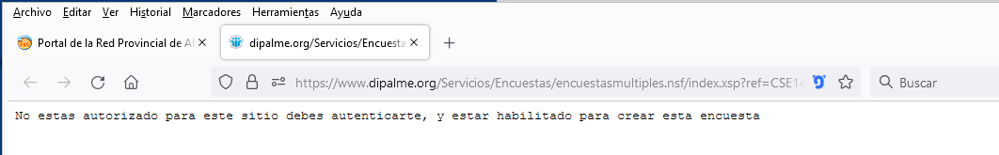 Archivo Editar Ver Historial Marcadores Herramientas Ayuda
Portal de la Red Provincial de Al
dipalme.org/Servicios/Encuesta
https://www.dipalme.org/Servicios/Encuestas/encuestasmultiples.nsf/index.xsp?ref=CSE14
Buscar
No estas autorizado para este sitio debes autenticarte, y estar habilitado para crear esta encuesta